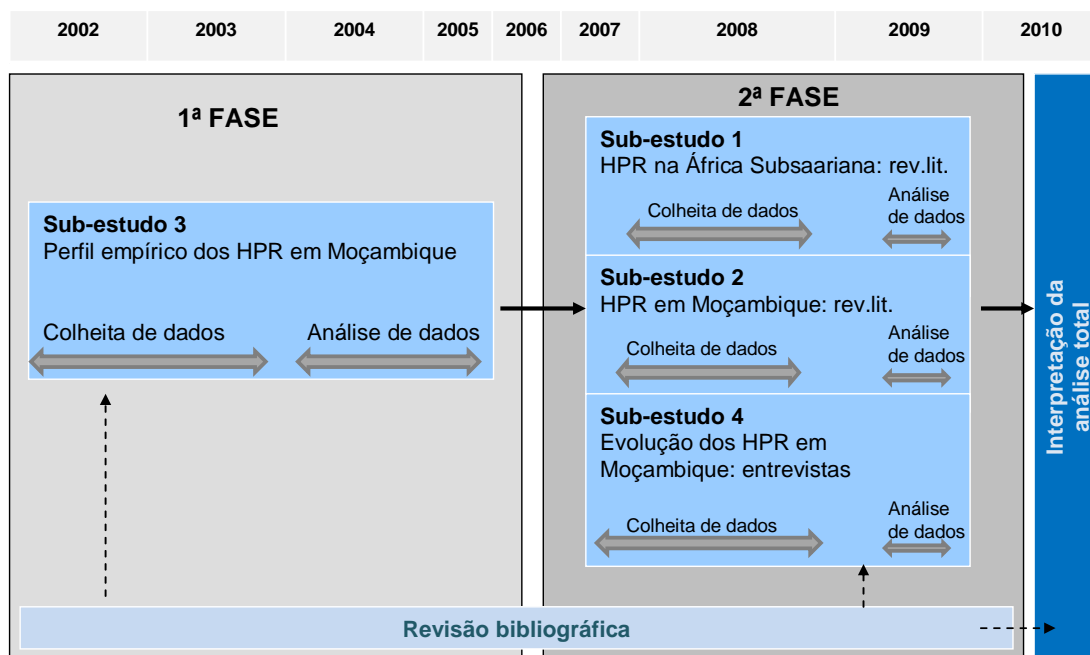 2002 2003 2004 2005 2006 2007 2008 2009 2010
1ª FASE
Sub-estudo 3
Perfil empírico dos HPR em Moçambique
Colheita de dados
Análise de dados
2ª FASE
Sub-estudo 1
HPR na África Subsaariana: rev.lit.
Colheita de dados
Análise
de dados
Sub-estudo 2
HPR em Moçambique: rev.lit.
Colheita de dados
Análise
de dados
Sub-estudo 4
Evolução dos HPR em
Moçambique: entrevistas
Colheita de dados
Análise
de dados
Interpretação da
análise total
Revisão bibliográfica